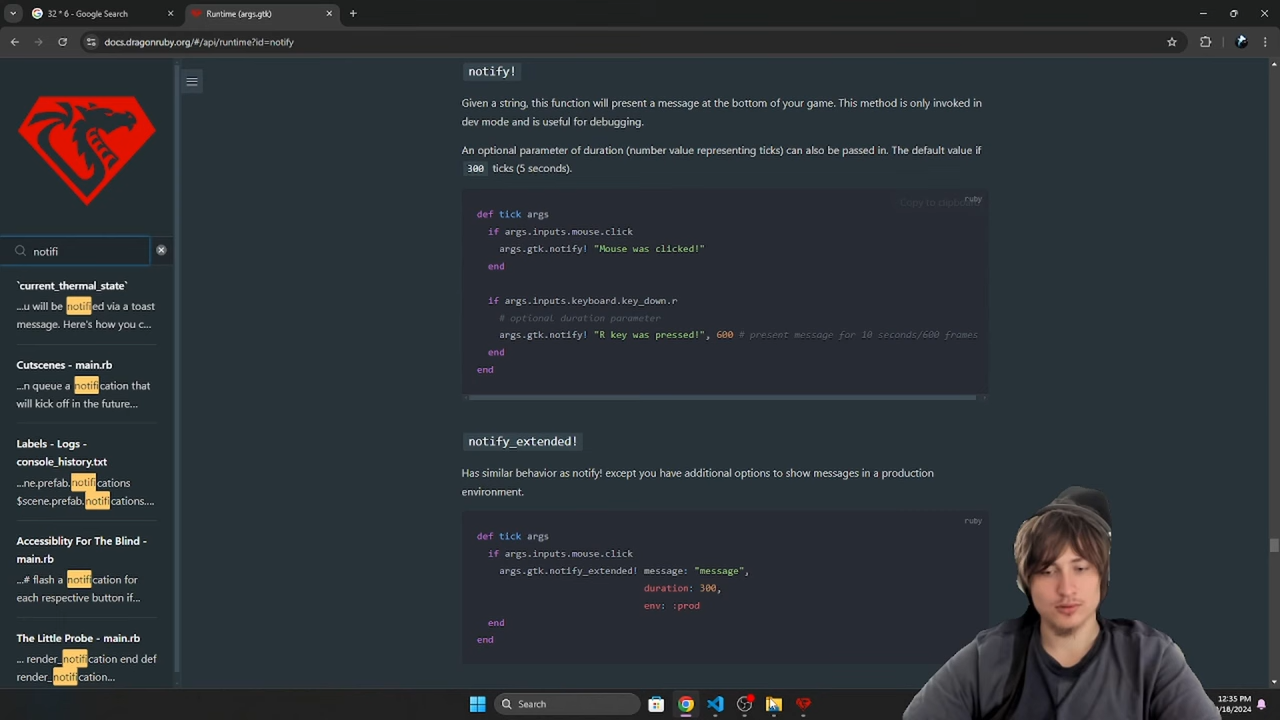 32 * 6 - Google Search
Runtime (args.gtk)
docs.dragonruby.org/#/api/runtime?id=notify
notifi
`current_thermal_state`
...u will be notified via a toast
message. Here's how you c...
Cutscenes - main.rb
...n queue a notification that
will kick off in the future...
Labels - Logs -
console_history.txt
...ne.prefab.notifications
$scene.prefab.notifications....
Accessiblity For The Blind -
main.rb
...# flash a notification for
each respective button if...
The Little Probe - main.rb
... render_notification end def
render_notification...
notify!
Given a string, this function will present a message at the bottom of your game. This method is only invoked in
dev mode and is useful for debugging.
An optional parameter of duration (number value representing ticks) can also be passed in. The default value if
300 ticks (5 seconds).
Copy to clipboard
ruby
def tick args
if args.inputs.mouse.click
args.gtk.notify! "Mouse was clicked!"
end
if args.inputs.keyboard.key_down.r
# optional duration parameter
args.gtk.notify! "R key was pressed!", 600 # present message for 10 seconds/600 frames
end
end
notify_extended!
Has similar behavior as notify! except you have additional options to show messages in a production
environment.
ruby
def tick args
if args.inputs.mouse.click
args.gtk.notify_extended! message: "message",
duration: 300,
env: :prod
end
end
Search
12:35 PM
/18/2024